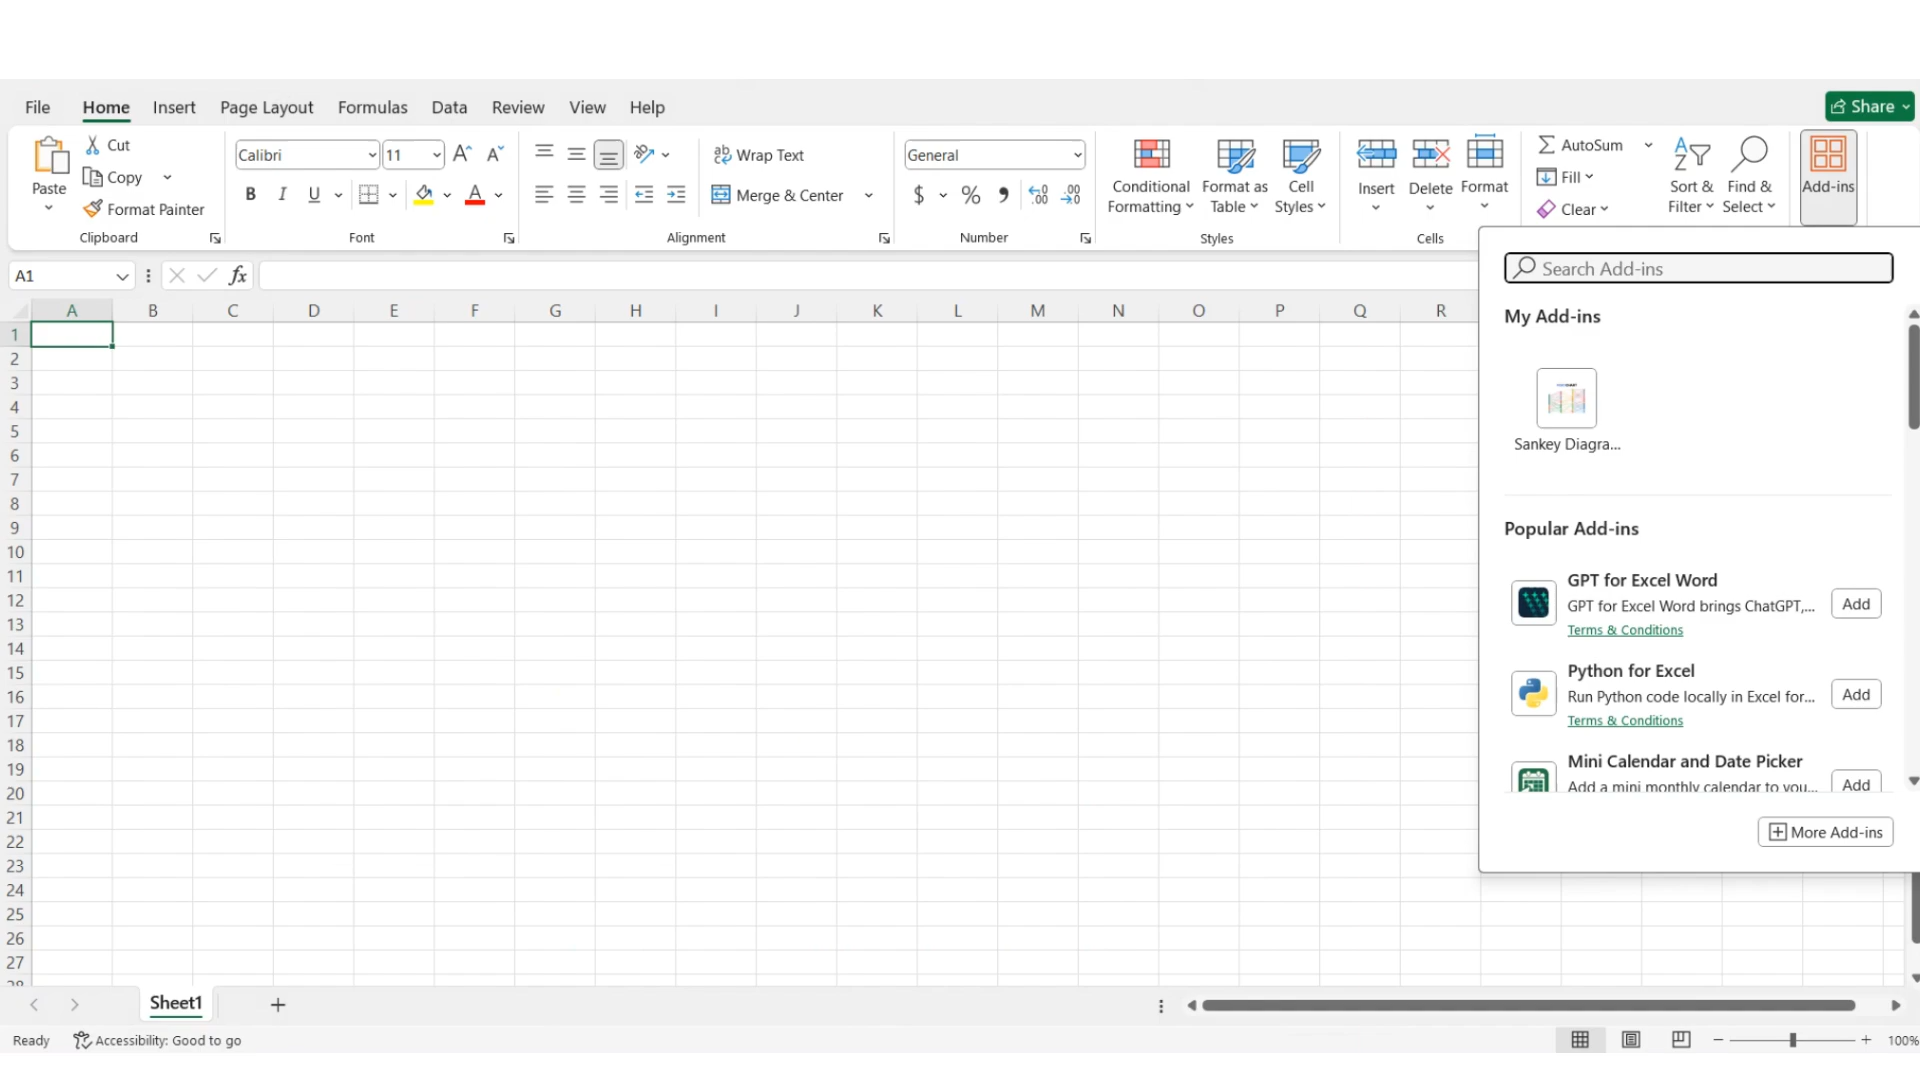 File Home Insert Page Layout Formulas Data Review View Help Share
Paste
Cut
Copy
Format Painter
Clipboard
Calibri 11
B I U A
Font
Wrap Text
Merge & Center
Alignment
General
$ % 9 .00
Number
Conditional Formatting
Format as Table
Cell Styles
Styles
Insert Delete Format
Cells
AutoSum
Fill
Clear
Sort & Filter
Find & Select
Add-ins
A1 fx
A B C D E F G H I J K L M N O P Q R
1
2
3
4
5
6
7
8
9
10
11
12
13
14
15
16
17
18
19
20
21
22
23
24
25
26
27
28
Search Add-ins
My Add-ins
Sankey Diagra...
Popular Add-ins
GPT for Excel Word
GPT for Excel Word brings ChatGPT,...
Terms & Conditions
Add
Python for Excel
Run Python code locally in Excel for...
Terms & Conditions
Add
Mini Calendar and Date Picker
Add a mini monthly calendar to you...
Add
More Add-ins
Sheet1
Ready Accessibility: Good to go 100%